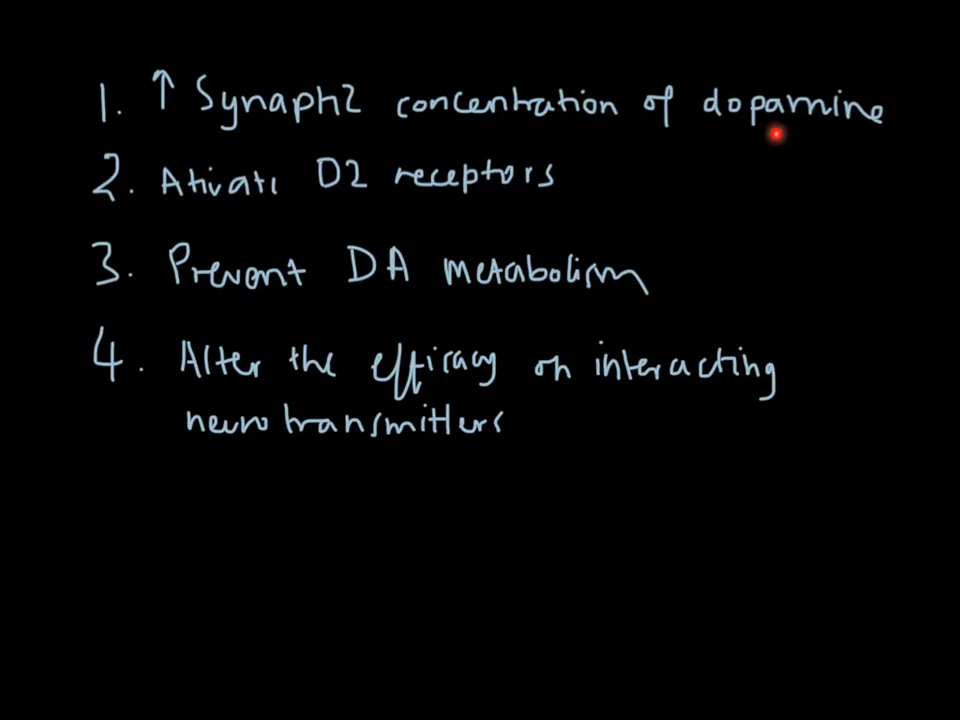 1. ↑ Synaptic concentration of dopamine
2. Ativate D2 receptors
3. Prevent DA metabolism
4. Alter the efficacy on interacting
neurotransmitters